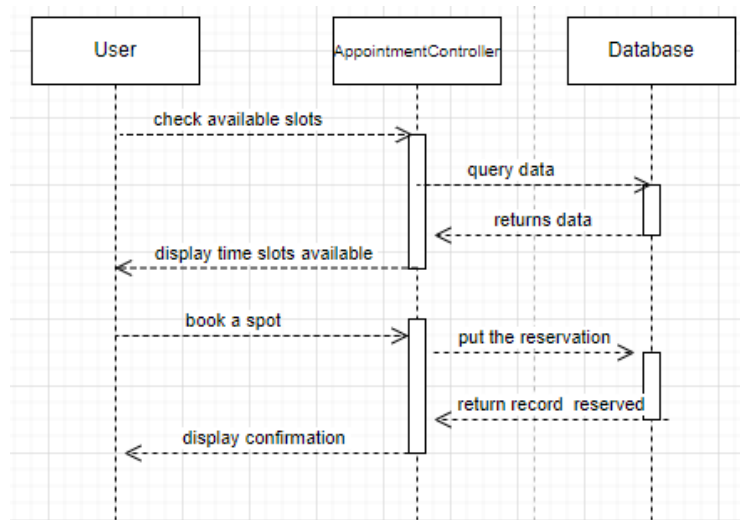 User
AppointmentController
Database
check available slots
query data
returns data
display time slots available
book a spot
put the reservation
return record reserved
display confirmation